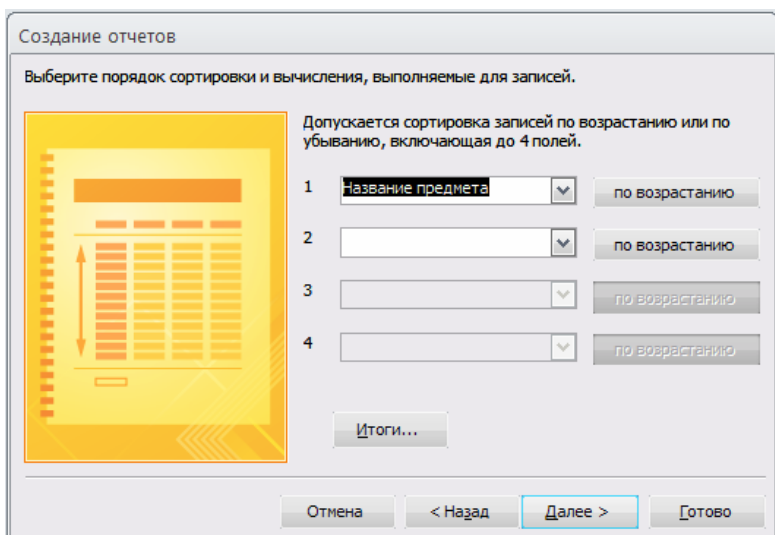 Создание отчетов
Выберите порядок сортировки и вычисления, выполняемые для записей.
Допускается сортировка записей по возрастанию или по
убыванию, включающая до 4 полей.
1 Название предмета по возрастанию
2 по возрастанию
3 по возрастанию
4 по возрастанию
Итоги...
Отмена < Назад Далее > Готово